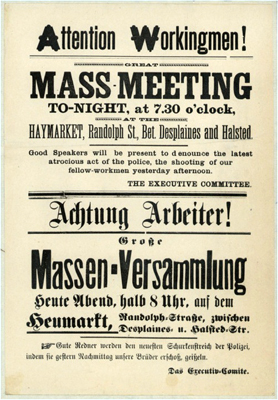 Attention Workingmen!
GREAT
MASS-MEETING
TO-NIGHT, at 7.30 o'clock,
AT THE
HAYMARKET, Randolph St., Bet. Desplaines and Halsted.
Good Speakers will be present to denounce the latest
atrocious act of the police, the shooting of our
fellow-workmen yesterday afternoon.
THE EXECUTIVE COMMITTEE.
Achtung Arbeiter!
Große
Massen-Versammlung
Heute Abend, halb 8 Uhr, auf dem
Heumarkt, Randolph-Straße, zwischen
Desplaines- u. Halsted-Str.
☞ Gute Redner werden den neuesten Schurkenstreich der Polizei,
indem sie gestern Nachmittag unsere Brüder erschoß, geißeln.
Das Executiv-Comite.